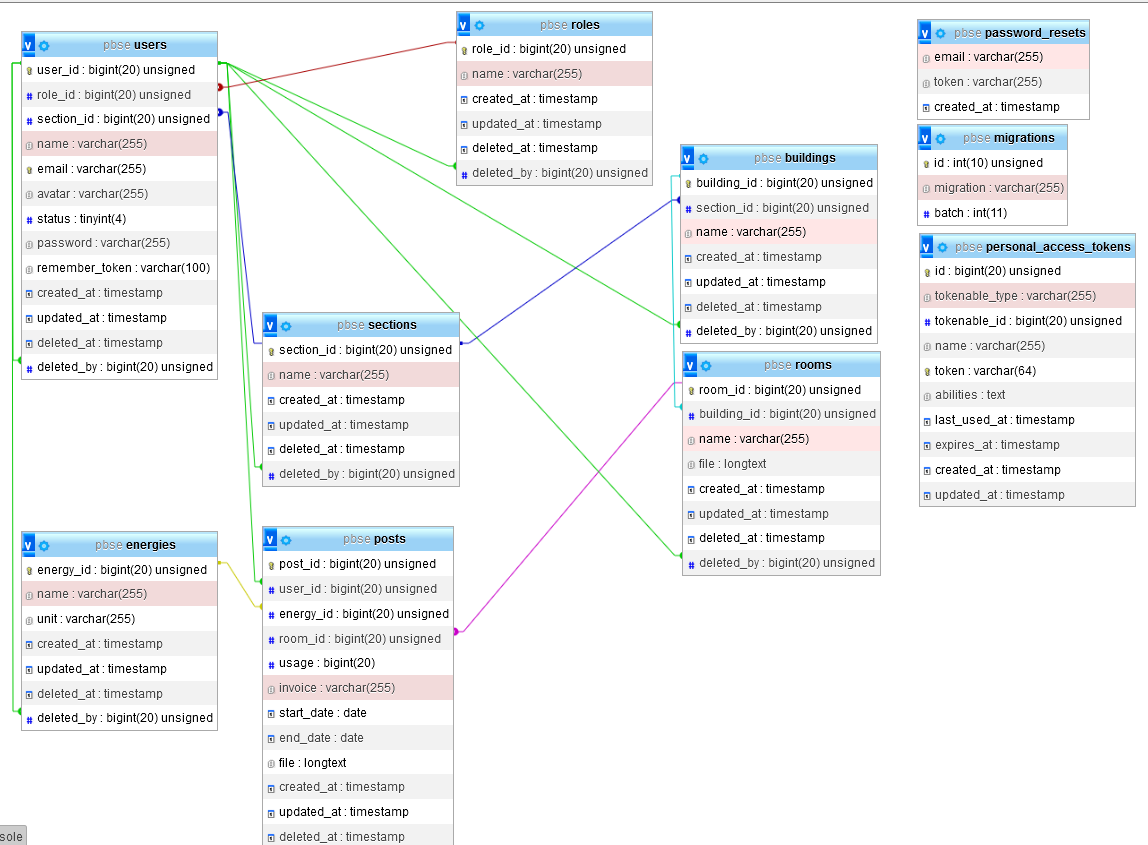 pbse users
user_id : bigint(20) unsigned
role_id : bigint(20) unsigned
section_id : bigint(20) unsigned
name : varchar(255)
email : varchar(255)
avatar : varchar(255)
status : tinyint(4)
password : varchar(255)
remember_token : varchar(100)
created_at : timestamp
updated_at : timestamp
deleted_at : timestamp
deleted_by : bigint(20) unsigned
pbse roles
role_id : bigint(20) unsigned
name : varchar(255)
created_at : timestamp
updated_at : timestamp
deleted_at : timestamp
deleted_by : bigint(20) unsigned
pbse sections
section_id : bigint(20) unsigned
name : varchar(255)
created_at : timestamp
updated_at : timestamp
deleted_at : timestamp
deleted_by : bigint(20) unsigned
pbse energies
energy_id : bigint(20) unsigned
name : varchar(255)
unit : varchar(255)
created_at : timestamp
updated_at : timestamp
deleted_at : timestamp
deleted_by : bigint(20) unsigned
pbse posts
post_id : bigint(20) unsigned
user_id : bigint(20) unsigned
energy_id : bigint(20) unsigned
room_id : bigint(20) unsigned
usage : bigint(20)
invoice : varchar(255)
start_date : date
end_date : date
file : longtext
created_at : timestamp
updated_at : timestamp
deleted_at : timestamp
pbse buildings
building_id : bigint(20) unsigned
section_id : bigint(20) unsigned
name : varchar(255)
created_at : timestamp
updated_at : timestamp
deleted_at : timestamp
deleted_by : bigint(20) unsigned
pbse rooms
room_id : bigint(20) unsigned
building_id : bigint(20) unsigned
name : varchar(255)
file : longtext
created_at : timestamp
updated_at : timestamp
deleted_at : timestamp
deleted_by : bigint(20) unsigned
pbse password_resets
email : varchar(255)
token : varchar(255)
created_at : timestamp
pbse migrations
id : int(10) unsigned
migration : varchar(255)
batch : int(11)
pbse personal_access_tokens
id : bigint(20) unsigned
tokenable_type : varchar(255)
tokenable_id : bigint(20) unsigned
name : varchar(255)
token : varchar(64)
abilities : text
last_used_at : timestamp
expires_at : timestamp
created_at : timestamp
updated_at : timestamp
sole